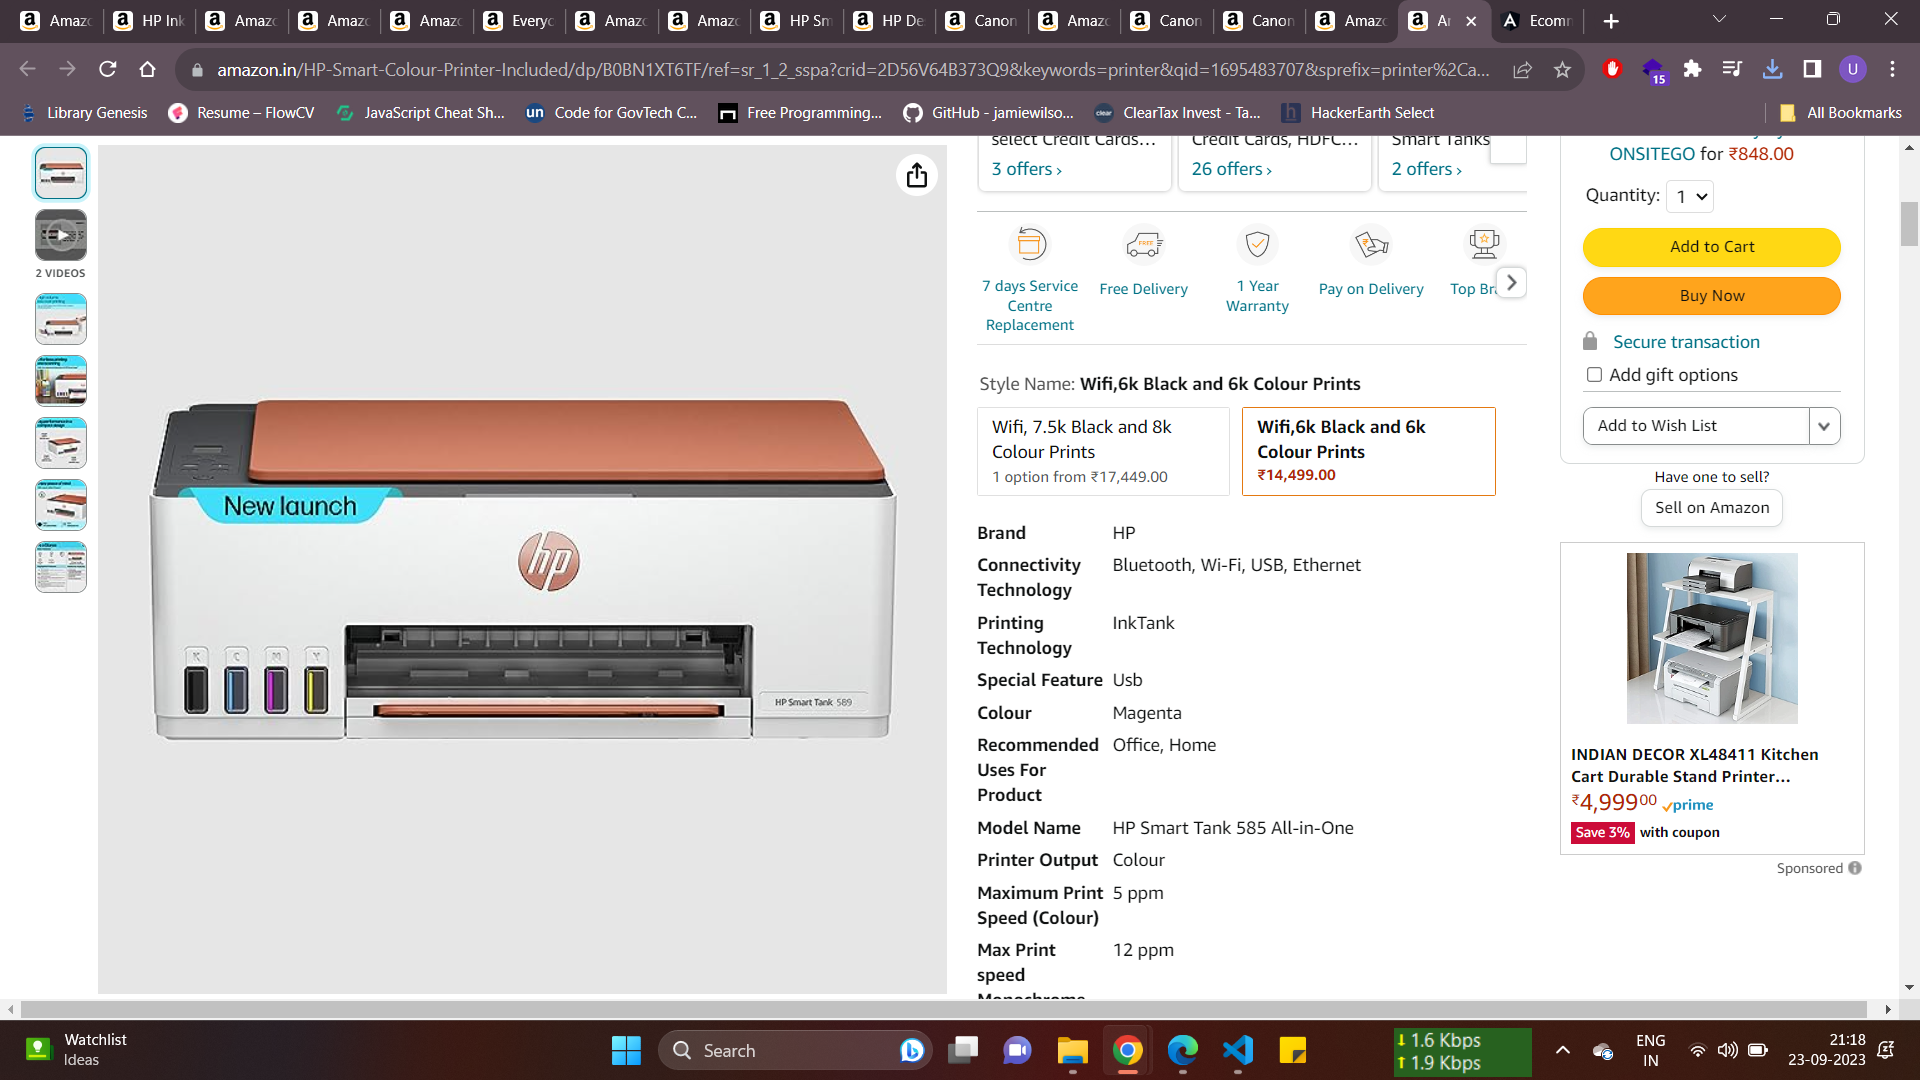 Amazo
HP Ink
Amazo
Amazo
Amazo
Everyo
Amazo
Amazo
HP Sm
HP De
Canon
Amazo
Canon
Canon
Amazo
Ar
Ecomm
amazon.in/HP-Smart-Colour-Printer-Included/dp/B0BN1XT6TF/ref=sr_1_2_sspa?crid=2D56V64B373Q9&keywords=printer&qid=1695483707&sprefix=printer%2Ca...
15
U
Library Genesis
Resume – FlowCV
JavaScript Cheat Sh...
Code for GovTech C...
Free Programming...
GitHub - jamiewilso...
ClearTax Invest - Ta...
HackerEarth Select
All Bookmarks
2 VIDEOS
New launch
hp
K C M Y
HP Smart Tank 589
select Credit Cards...
3 offers ›
Credit Cards, HDFC...
26 offers ›
Smart Tanks
2 offers ›
FREE
7 days Service
Centre
Replacement
Free Delivery
1 Year
Warranty
Pay on Delivery
Top Br
Style Name: Wifi,6k Black and 6k Colour Prints
Wifi, 7.5k Black and 8k
Colour Prints
1 option from ₹17,449.00
Wifi,6k Black and 6k
Colour Prints
₹14,499.00
Brand HP
Connectivity Bluetooth, Wi-Fi, USB, Ethernet
Technology
Printing InkTank
Technology
Special Feature Usb
Colour Magenta
Recommended Office, Home
Uses For
Product
Model Name HP Smart Tank 585 All-in-One
Printer Output Colour
Maximum Print 5 ppm
Speed (Colour)
Max Print 12 ppm
speed
Monochrome
ONSITEGO for ₹848.00
Quantity: 1
Add to Cart
Buy Now
Secure transaction
Add gift options
Add to Wish List
Have one to sell?
Sell on Amazon
INDIAN DECOR XL48411 Kitchen
Cart Durable Stand Printer...
₹4,99900 prime
Save 3% with coupon
Sponsored
Watchlist
Ideas
Search
1.6 Kbps
1.9 Kbps
ENG
IN
21:18
23-09-2023